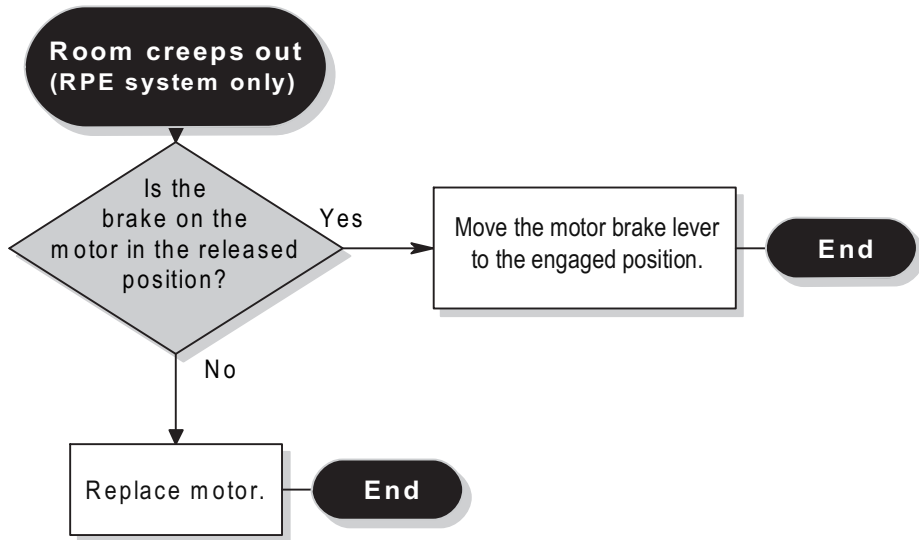 Room creeps out
(RPE system only)
Is the
brake on the
motor in the released
position?
Yes
Move the motor brake lever
to the engaged position.
End
No
Replace motor.
End